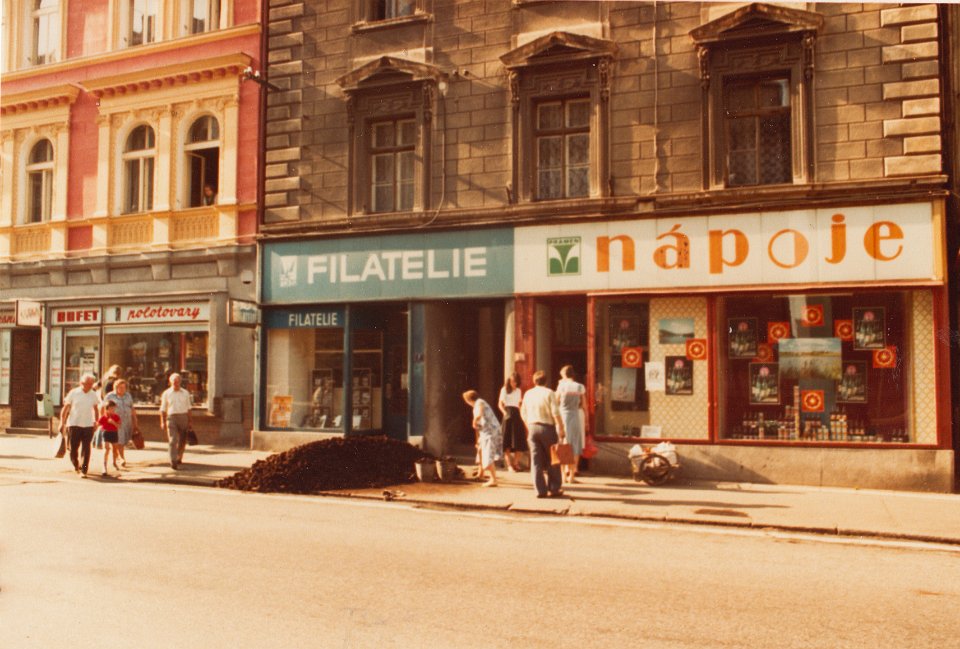 BUFET polotovary
FILATELIE
FILATELIE
PRAMEN
nápoje